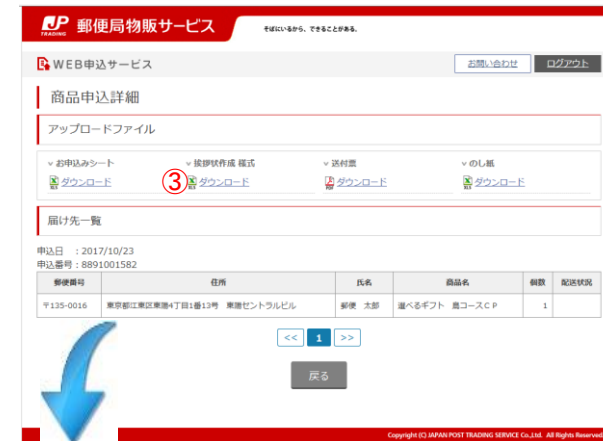 JP TRADING 郵便局物販サービス そばにいるから、できることがある。
WEB申込サービス お問い合わせ ログアウト
商品申込詳細
アップロードファイル
お申込みシート 挨拶状作成 様式 送付票 のし紙
ダウンロード ③ ダウンロード ダウンロード ダウンロード
届け先一覧
申込日 : 2017/10/23
申込番号 : 8891001582
郵便番号 住所 氏名 商品名 個数 配送状況
〒135-0016 東京都江東区東陽4丁目1番13号 東陽セントラルビル 郵便 太郎 選べるギフト 鳥コースCP 1
<< 1 >>
戻る
Copyright (C) JAPAN POST TRADING SERVICE Co.,Ltd. All Rights Reserved